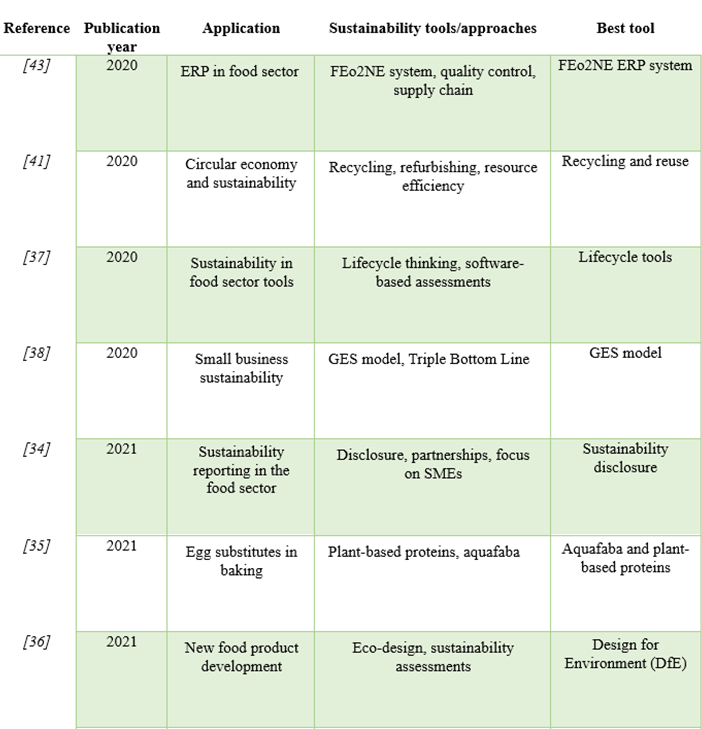 Reference Publication year Application Sustainability tools/approaches Best tool
[43] 2020 ERP in food sector FEo2NE system, quality control, supply chain FEo2NE ERP system
[41] 2020 Circular economy and sustainability Recycling, refurbishing, resource efficiency Recycling and reuse
[37] 2020 Sustainability in food sector tools Lifecycle thinking, software-based assessments Lifecycle tools
[38] 2020 Small business sustainability GES model, Triple Bottom Line GES model
[34] 2021 Sustainability reporting in the food sector Disclosure, partnerships, focus on SMEs Sustainability disclosure
[35] 2021 Egg substitutes in baking Plant-based proteins, aquafaba Aquafaba and plant-based proteins
[36] 2021 New food product development Eco-design, sustainability assessments Design for Environment (DfE)